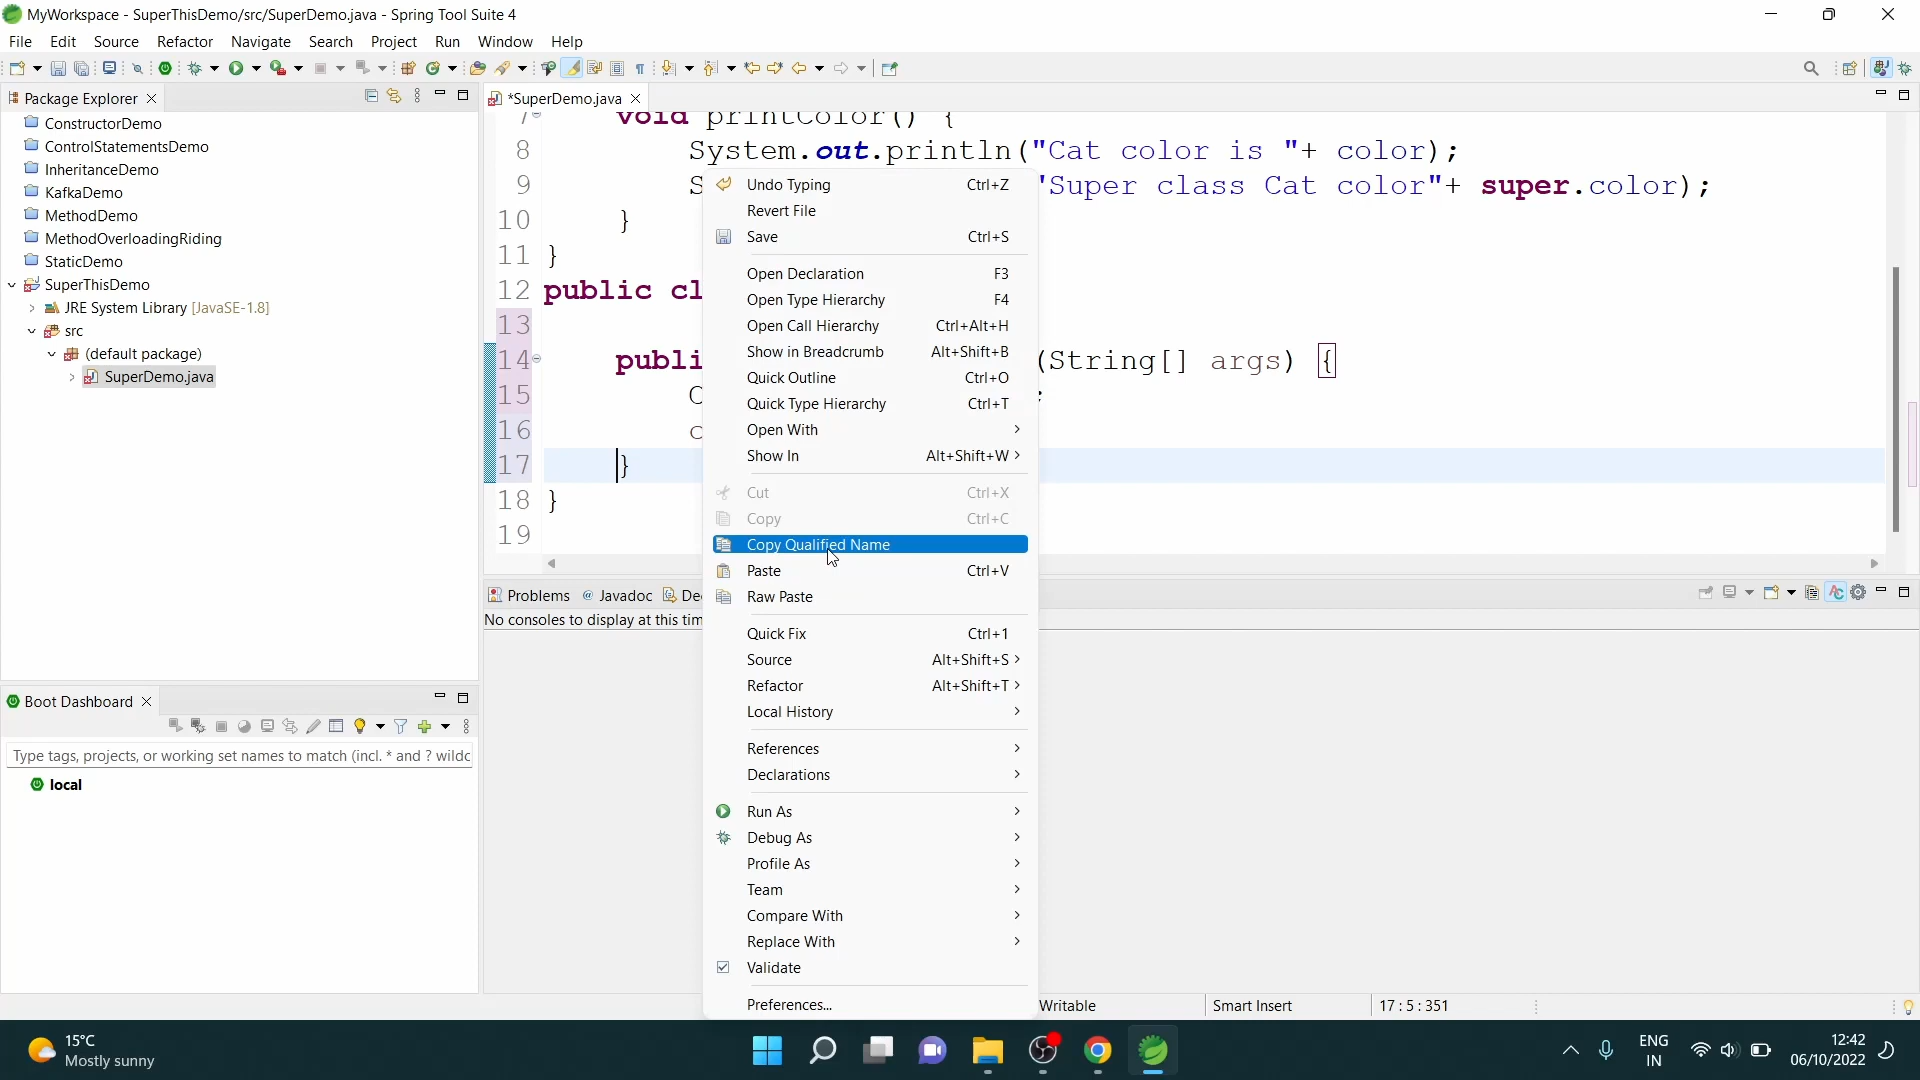 MyWorkspace - SuperThisDemo/src/SuperDemo.java - Spring Tool Suite 4
File Edit Source Refactor Navigate Search Project Run Window Help
Package Explorer
ConstructorDemo
ControlStatementsDemo
InheritanceDemo
KafkaDemo
MethodDemo
MethodOverloadingRiding
StaticDemo
SuperThisDemo
JRE System Library [JavaSE-1.8]
src
(default package)
SuperDemo.java
*SuperDemo.java
7 void printColor() {
8 System.out.println("Cat color is "+ color);
9 S "Super class Cat color"+ super.color);
10 }
11 }
12 public cl
13
14 publi (String[] args) {
15 ;
16
17 }
18 }
19
Undo Typing Ctrl+Z
Revert File
Save Ctrl+S
Open Declaration F3
Open Type Hierarchy F4
Open Call Hierarchy Ctrl+Alt+H
Show in Breadcrumb Alt+Shift+B
Quick Outline Ctrl+O
Quick Type Hierarchy Ctrl+T
Open With
Show In Alt+Shift+W
Cut Ctrl+X
Copy Ctrl+C
Copy Qualified Name
Paste Ctrl+V
Raw Paste
Quick Fix Ctrl+1
Source Alt+Shift+S
Refactor Alt+Shift+T
Local History
References
Declarations
Run As
Debug As
Profile As
Team
Compare With
Replace With
Validate
Preferences...
Problems @ Javadoc De
No consoles to display at this tim
Boot Dashboard
Type tags, projects, or working set names to match (incl. * and ? wildc
local
Writable Smart Insert 17 : 5 : 351
15°C
Mostly sunny
ENG
IN
12:42
06/10/2022